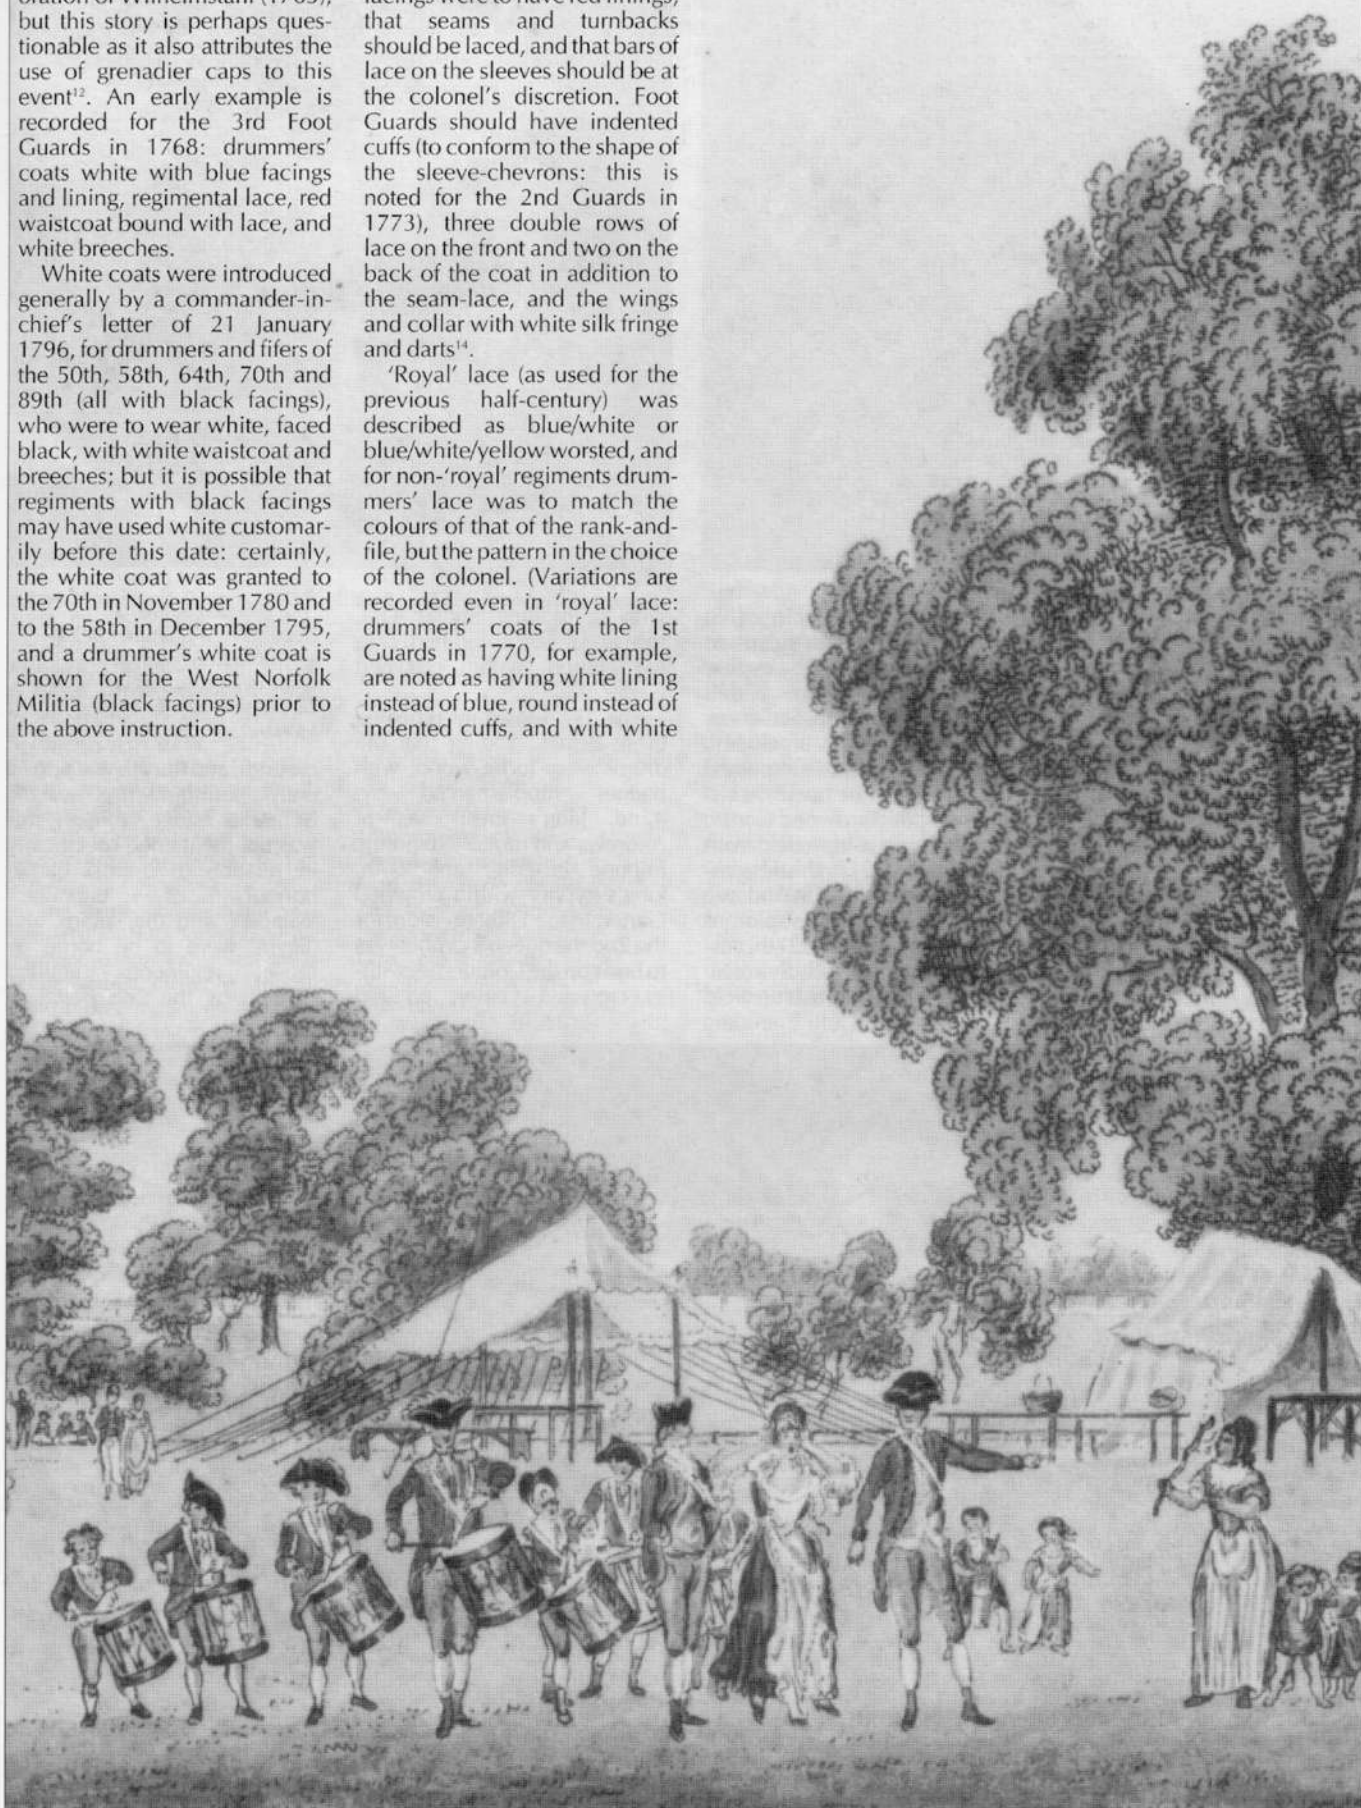 but this story is perhaps ques-
tionable as it also attributes the
use of grenadier caps to this
event¹². An early example is
recorded for the 3rd Foot
Guards in 1768: drummers'
coats white with blue facings
and lining, regimental lace, red
waistcoat bound with lace, and
white breeches.
White coats were introduced
generally by a commander-in-
chief's letter of 21 January
1796, for drummers and fifers of
the 50th, 58th, 64th, 70th and
89th (all with black facings),
who were to wear white, faced
black, with white waistcoat and
breeches; but it is possible that
regiments with black facings
may have used white customar-
ily before this date: certainly,
the white coat was granted to
the 70th in November 1780 and
to the 58th in December 1795,
and a drummer's white coat is
shown for the West Norfolk
Militia (black facings) prior to
the above instruction.
facings were to have red linings,
that seams and turnbacks
should be laced, and that bars of
lace on the sleeves should be at
the colonel's discretion. Foot
Guards should have indented
cuffs (to conform to the shape of
the sleeve-chevrons: this is
noted for the 2nd Guards in
1773), three double rows of
lace on the front and two on the
back of the coat in addition to
the seam-lace, and the wings
and collar with white silk fringe
and darts¹⁴.
'Royal' lace (as used for the
previous half-century) was
described as blue/white or
blue/white/yellow worsted, and
for non-'royal' regiments drum-
mers' lace was to match the
colours of that of the rank-and-
file, but the pattern in the choice
of the colonel. (Variations are
recorded even in 'royal' lace:
drummers' coats of the 1st
Guards in 1770, for example,
are noted as having white lining
instead of blue, round instead of
indented cuffs, and with white